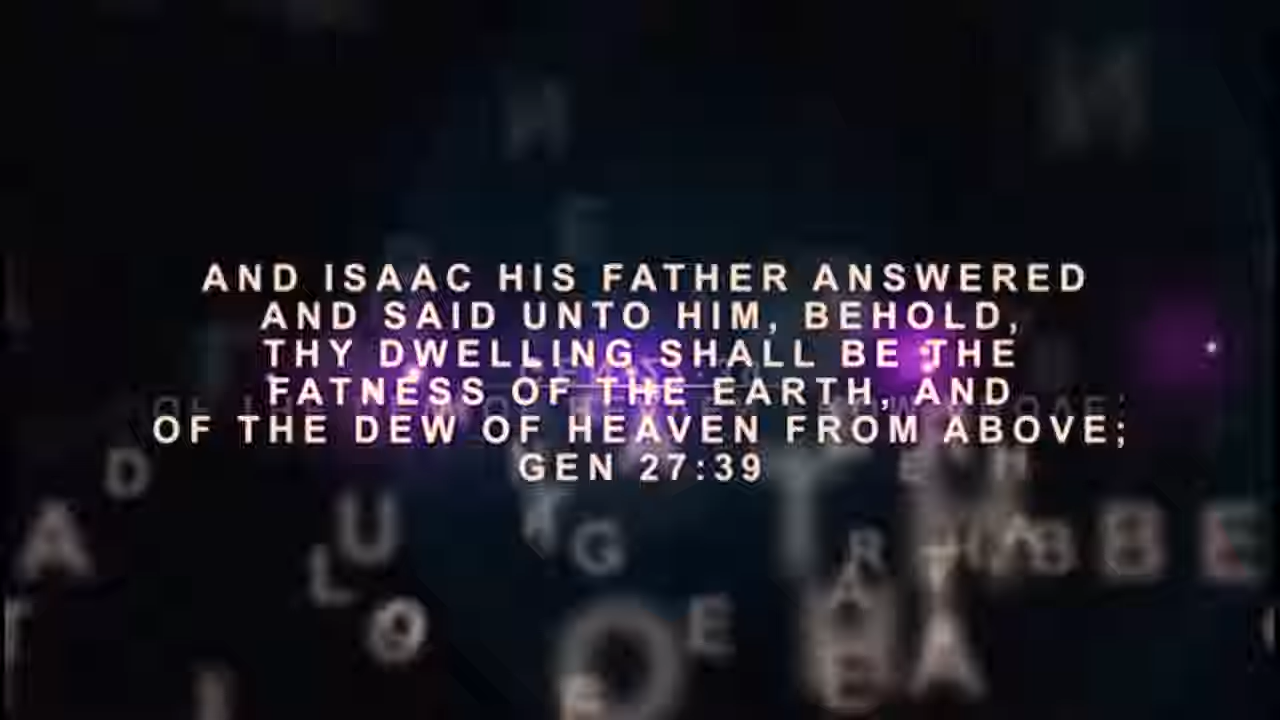 AND ISAAC HIS FATHER ANSWERED
AND SAID UNTO HIM, BEHOLD,
THY DWELLING SHALL BE THE
FATNESS OF THE EARTH, AND
OF THE DEW OF HEAVEN FROM ABOVE;
GEN 27:39